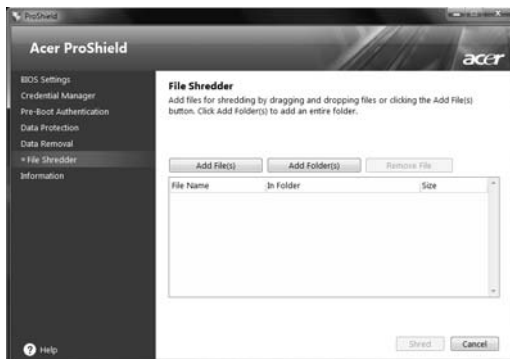 ProShield
Acer ProShield
acer
BIOS Settings
Credential Manager
Pre-Boot Authentication
Data Protection
Data Removal
File Shredder
Information
Help
File Shredder
Add files for shredding by dragging and dropping files or clicking the Add File(s)
button. Click Add Folder(s) to add an entire folder.
Add File(s) Add Folder(s) Remove File
File Name In Folder Size
Shred Cancel